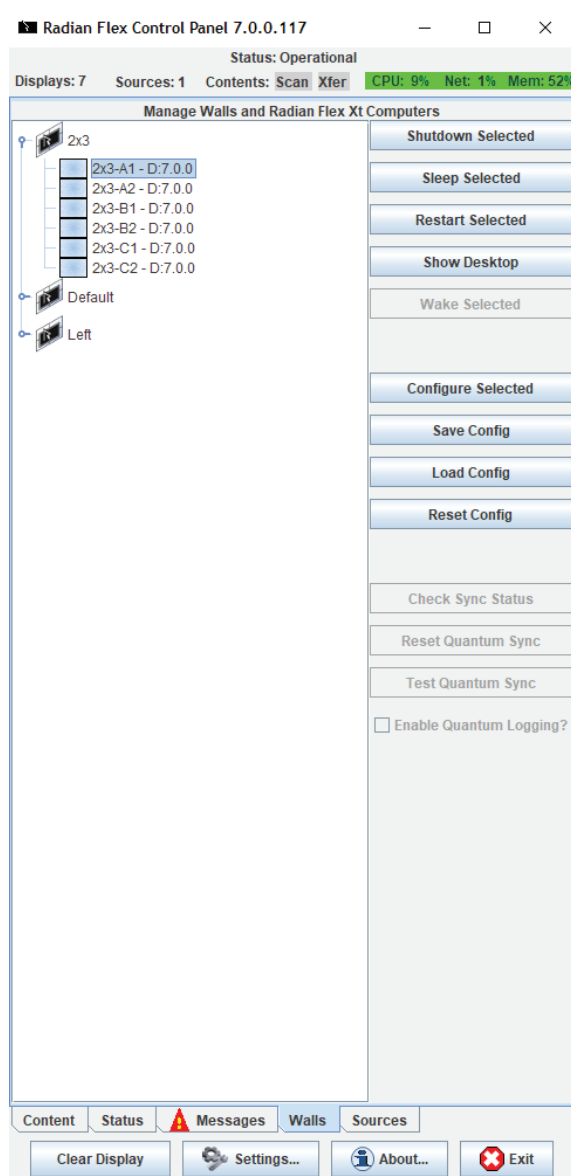 Radian Flex Control Panel 7.0.0.117
Status: Operational
Displays: 7 Sources: 1 Contents: Scan Xfer CPU: 9% Net: 1% Mem: 52%
Manage Walls and Radian Flex Xt Computers
2x3
2x3-A1 - D:7.0.0
2x3-A2 - D:7.0.0
2x3-B1 - D:7.0.0
2x3-B2 - D:7.0.0
2x3-C1 - D:7.0.0
2x3-C2 - D:7.0.0
Default
Left
Shutdown Selected
Sleep Selected
Restart Selected
Show Desktop
Wake Selected
Configure Selected
Save Config
Load Config
Reset Config
Check Sync Status
Reset Quantum Sync
Test Quantum Sync
Enable Quantum Logging?
Content Status Messages Walls Sources
Clear Display Settings... About... Exit